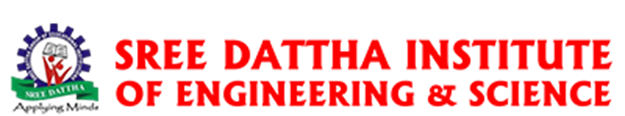 SREE DATTHA INSTITUTE
OF ENGINEERING & SCIENCE
SREE DATTHA
Applying Minds